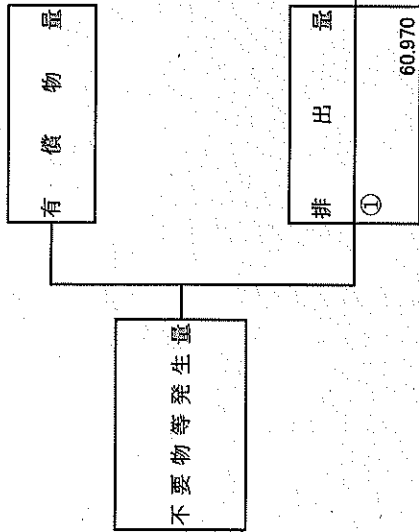 有償物量
不要物等発生量
排出量
①
60.970